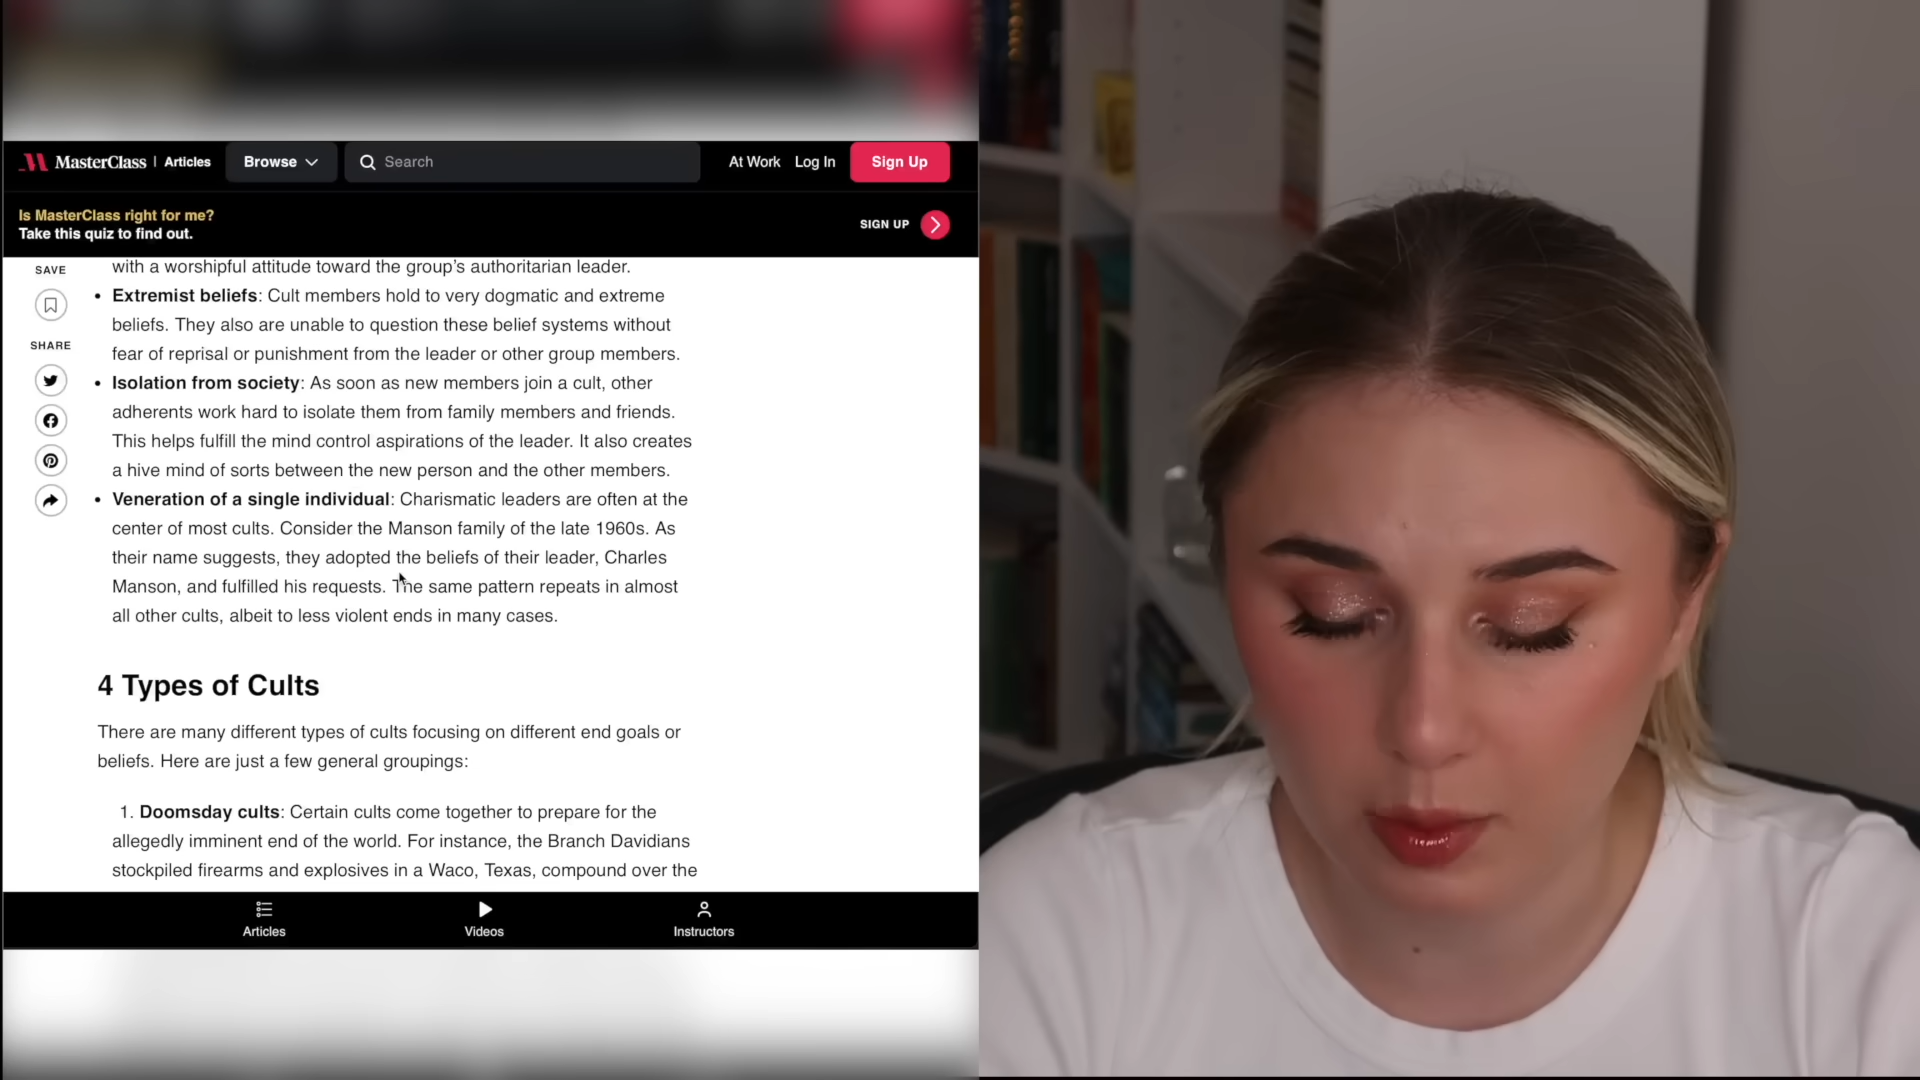 MasterClass | Articles Browse Search At Work Log In Sign Up
Is MasterClass right for me?
Take this quiz to find out.
SIGN UP
SAVE
SHARE
with a worshipful attitude toward the group’s authoritarian leader.
• Extremist beliefs: Cult members hold to very dogmatic and extreme
beliefs. They also are unable to question these belief systems without
fear of reprisal or punishment from the leader or other group members.
• Isolation from society: As soon as new members join a cult, other
adherents work hard to isolate them from family members and friends.
This helps fulfill the mind control aspirations of the leader. It also creates
a hive mind of sorts between the new person and the other members.
• Veneration of a single individual: Charismatic leaders are often at the
center of most cults. Consider the Manson family of the late 1960s. As
their name suggests, they adopted the beliefs of their leader, Charles
Manson, and fulfilled his requests. The same pattern repeats in almost
all other cults, albeit to less violent ends in many cases.
4 Types of Cults
There are many different types of cults focusing on different end goals or
beliefs. Here are just a few general groupings:
1. Doomsday cults: Certain cults come together to prepare for the
allegedly imminent end of the world. For instance, the Branch Davidians
stockpiled firearms and explosives in a Waco, Texas, compound over the
Articles Videos Instructors